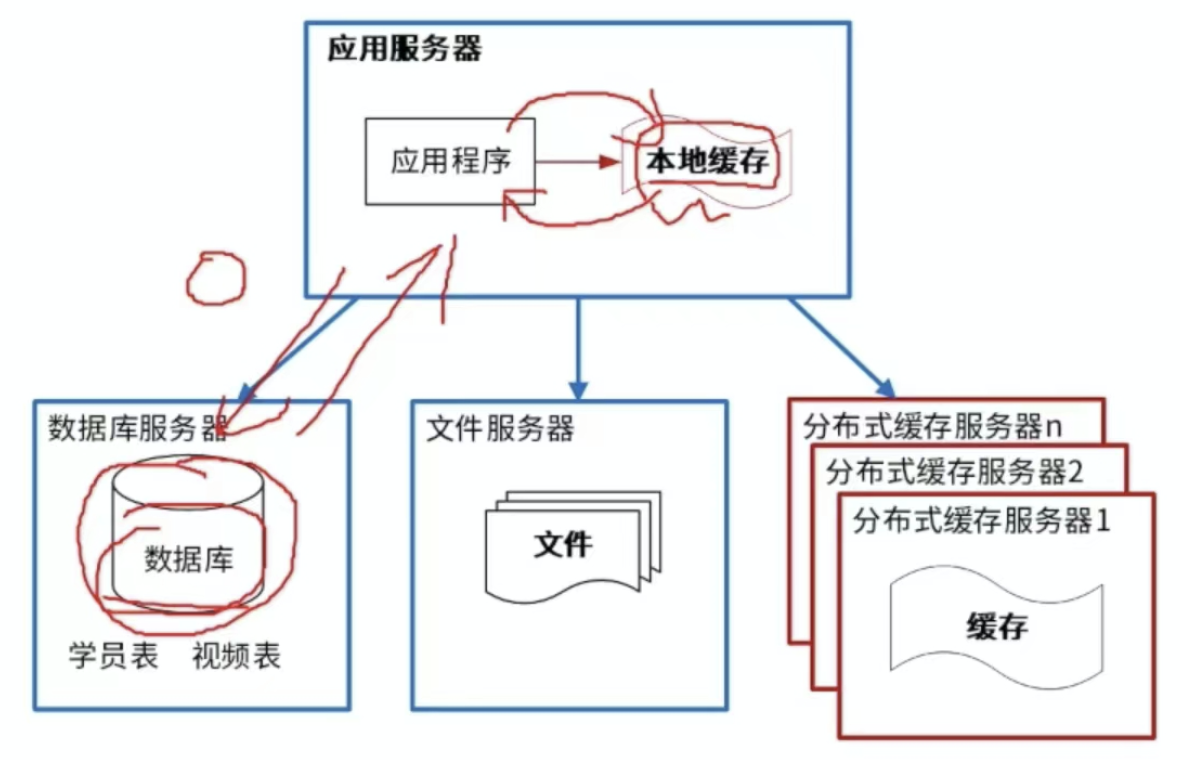 应用服务器
应用程序
本地缓存
数据库服务器
数据库
学员表 视频表
文件服务器
文件
分布式缓存服务器n
分布式缓存服务器2
分布式缓存服务器1
缓存